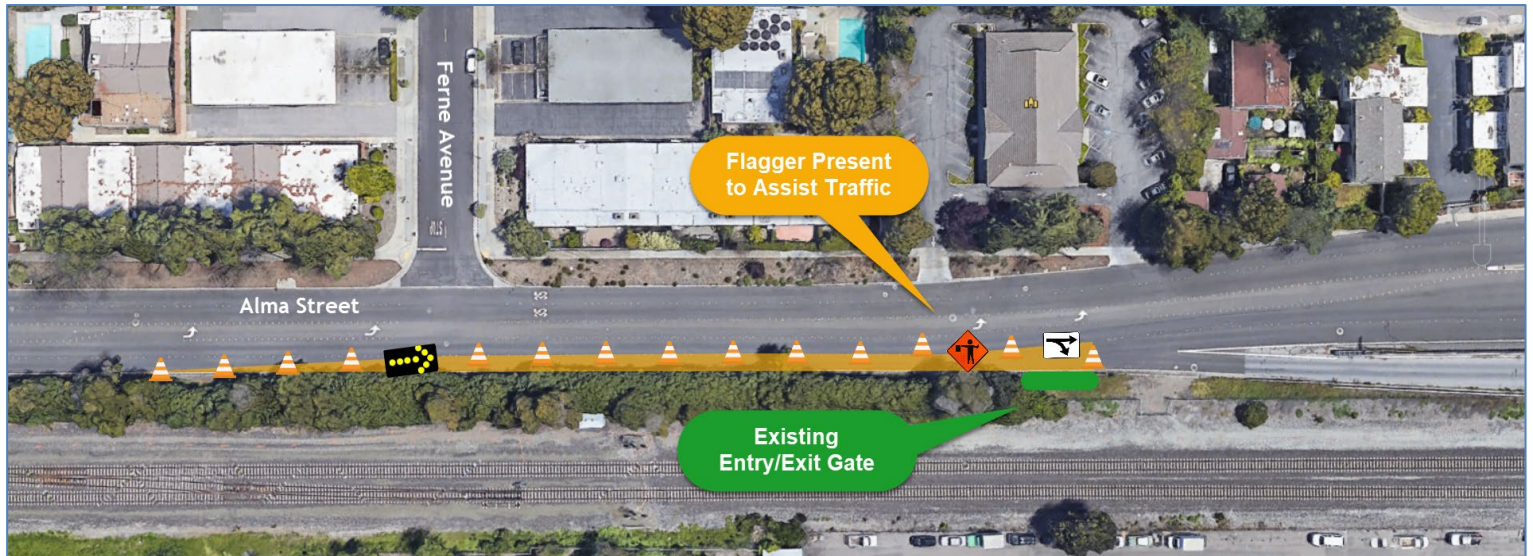 Ferne Avenue
Flagger Present
to Assist Traffic
Alma Street
Existing
Entry/Exit Gate